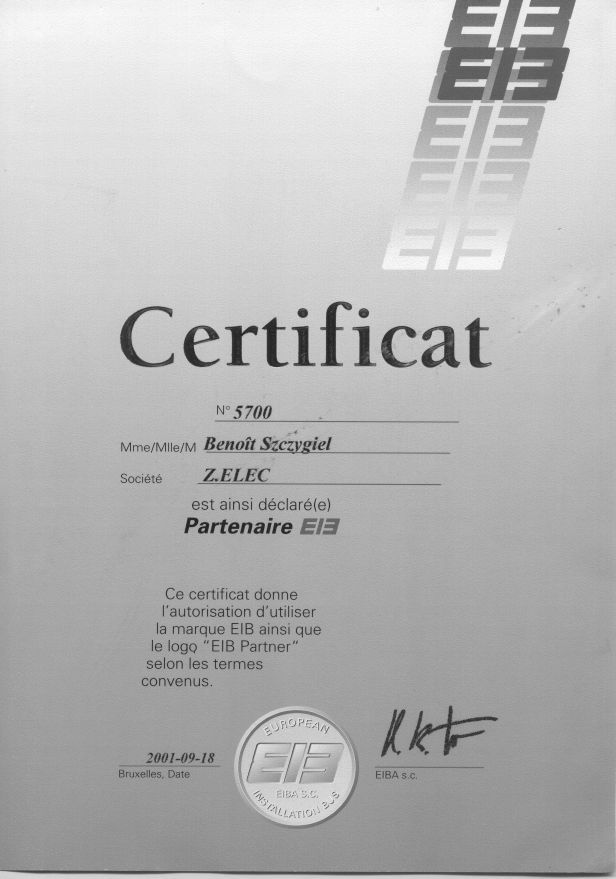 EIB
EIB
EIB
EIB
EIB
Certificat
N° 5700
Mme/Mlle/M Benoît Szczygiel
Société Z.ELEC
est ainsi déclaré(e)
Partenaire EIB
Ce certificat donne
l'autorisation d'utiliser
la marque EIB ainsi que
le logo "EIB Partner"
selon les termes
convenus.
2001-09-18
Bruxelles, Date
EUROPEAN
EIB
EIBA S.C.
INSTALLATION BUS
EIBA s.c.